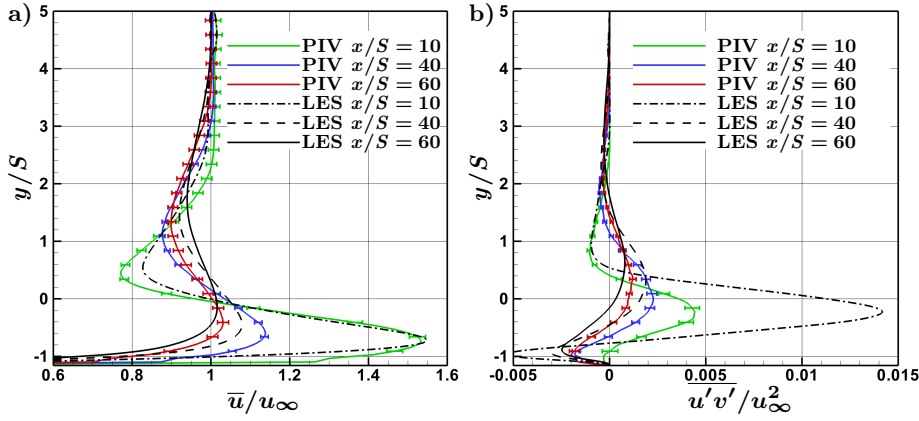 a)
5
4
3
2
1
0
-1
y/S
0.6
0.8
1
1.2
1.4
1.6
u̅/u∞
PIV x/S = 10
PIV x/S = 40
PIV x/S = 60
LES x/S = 10
LES x/S = 40
LES x/S = 60
b)
5
4
3
2
1
0
-1
y/S
-0.005
0
0.005
0.01
0.015
u'v'/u²∞
PIV x/S = 10
PIV x/S = 40
PIV x/S = 60
LES x/S = 10
LES x/S = 40
LES x/S = 60